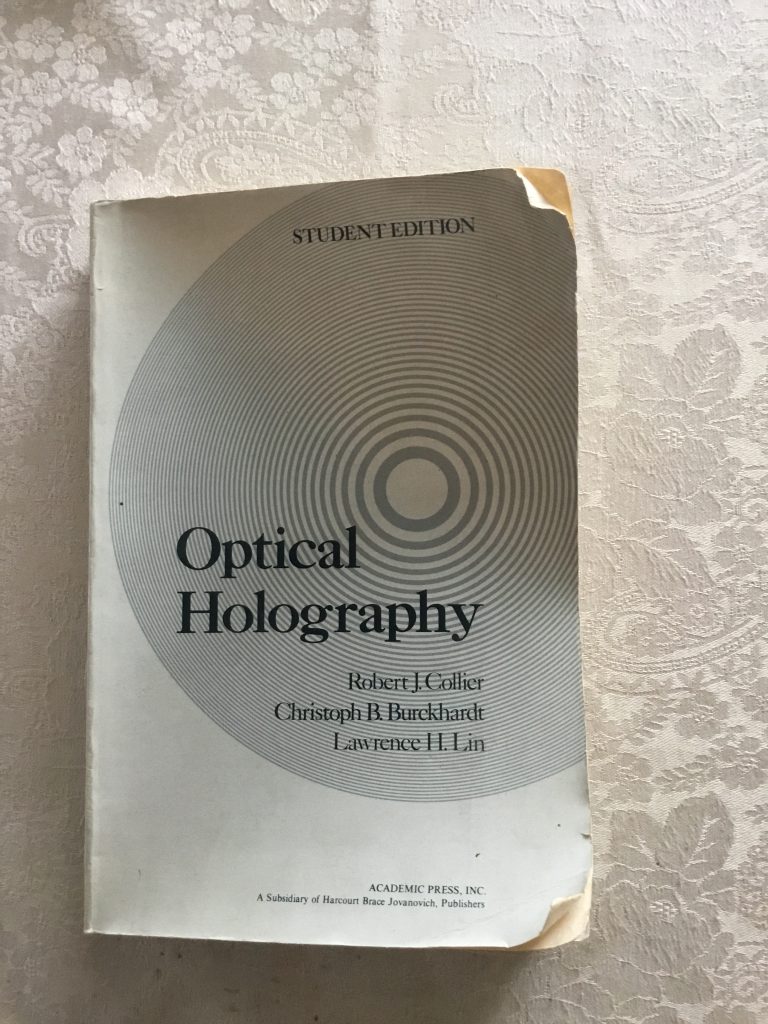 STUDENT EDITION
Optical
Holography
Robert J. Collier
Christoph B. Burckhardt
Lawrence H. Lin
ACADEMIC PRESS, INC.
A Subsidiary of Harcourt Brace Jovanovich, Publishers